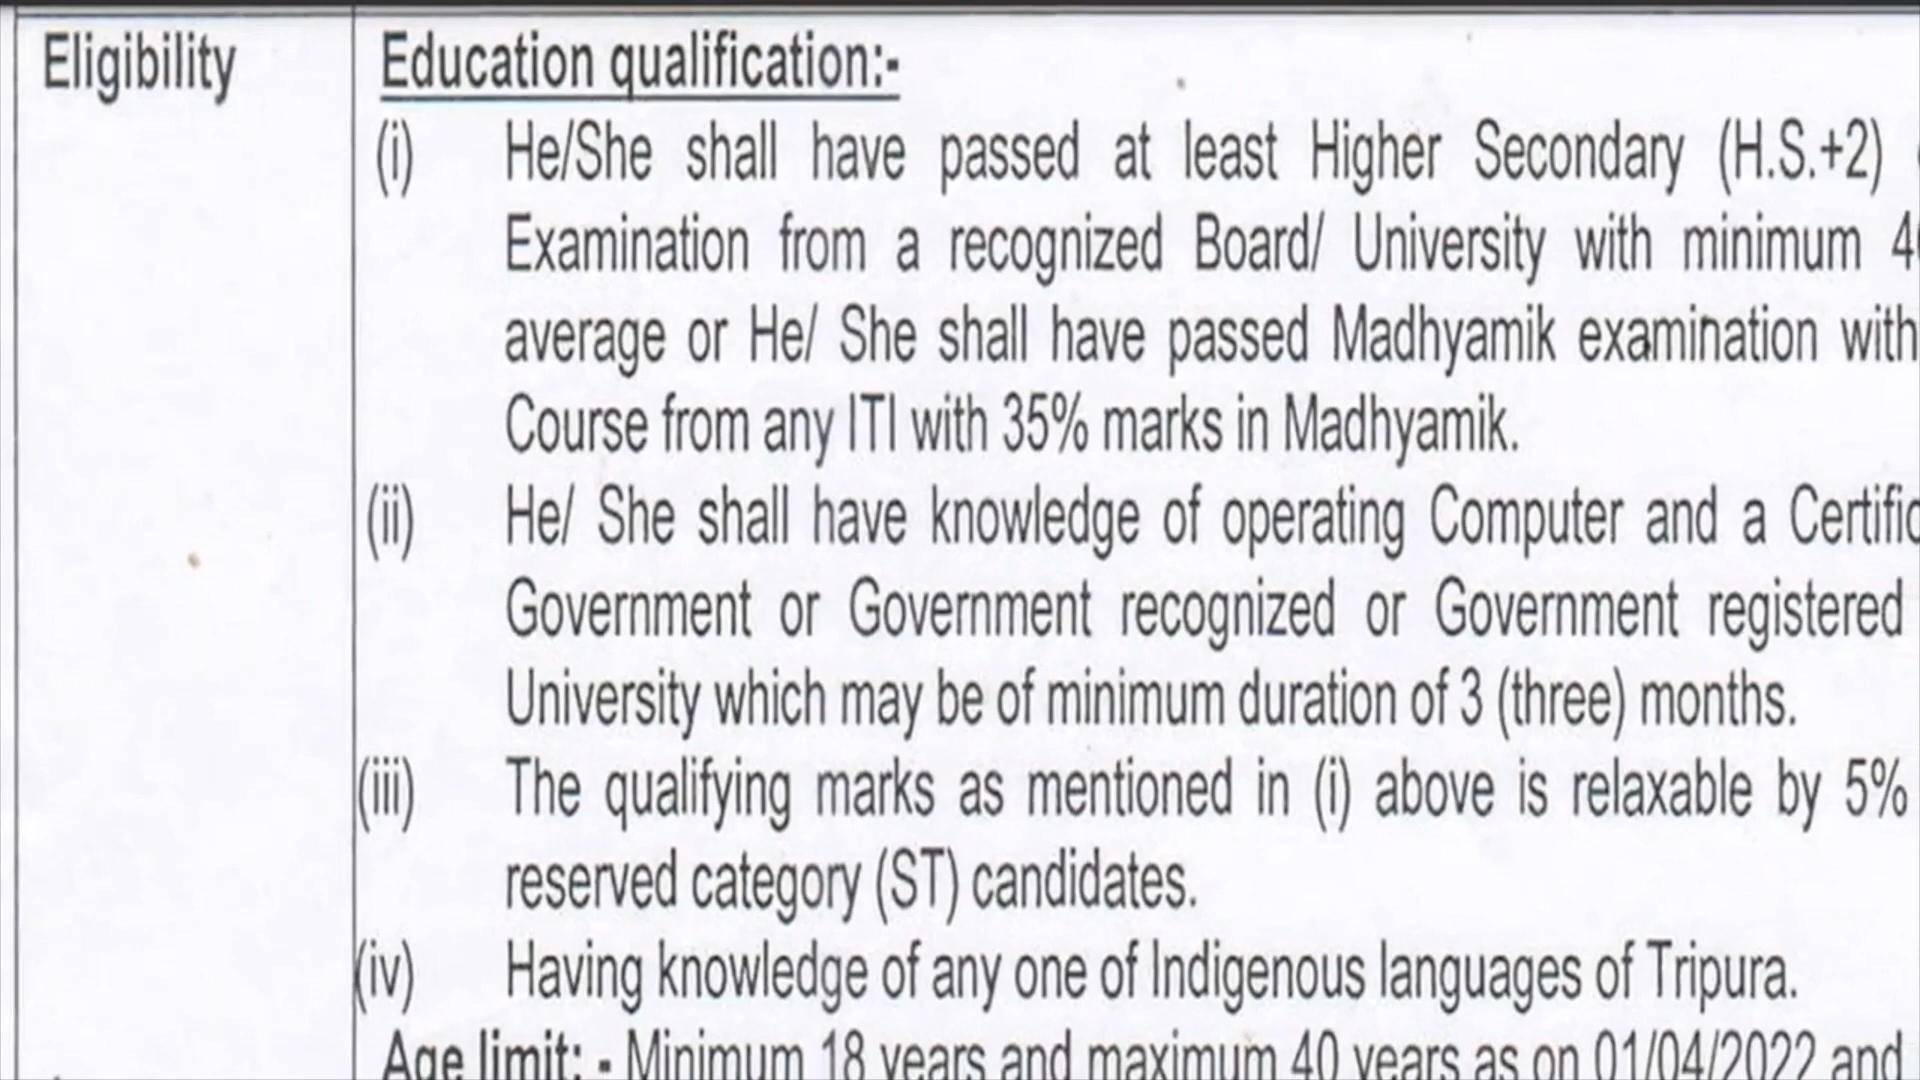 Eligibility
Education qualification:-
(i) He/She shall have passed at least Higher Secondary (H.S.+2)
Examination from a recognized Board/ University with minimum
average or He/ She shall have passed Madhyamik examination with
Course from any ITI with 35% marks in Madhyamik.
(ii) He/ She shall have knowledge of operating Computer and a
Government or Government recognized or Government registered
University which may be of minimum duration of 3 (three) months.
(iii) The qualifying marks as mentioned in (i) above is relaxable by 5%
reserved category (ST) candidates.
(iv) Having knowledge of any one of Indigenous languages of Tripura.
Age limit: - Minimum 18 years and maximum 40 years as on 01/04/2022 and